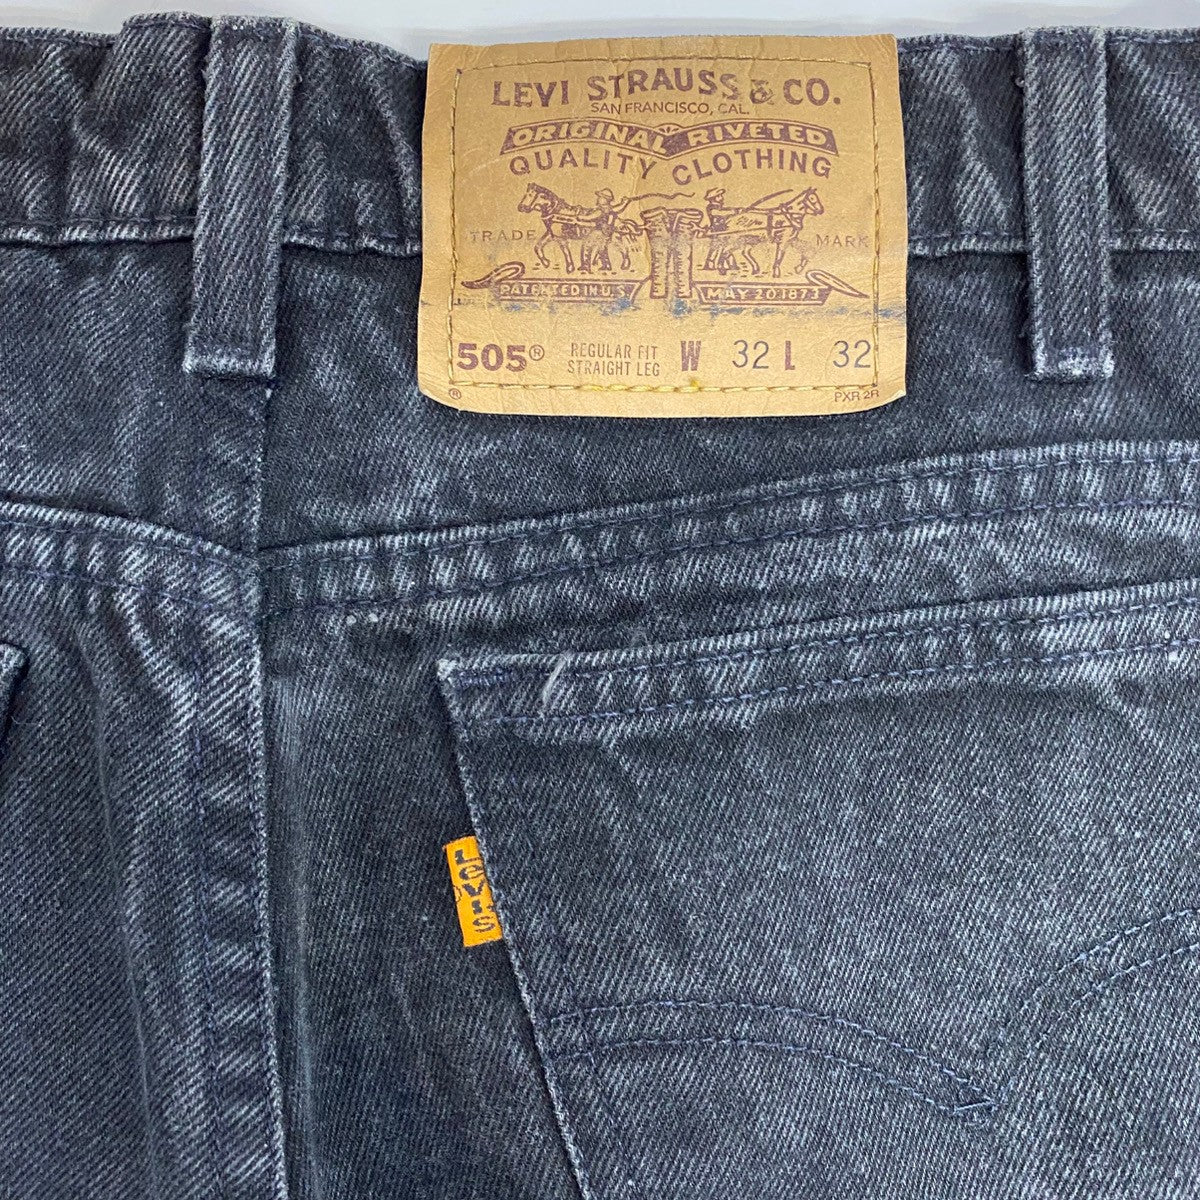 LEVI STRAUSS & CO.
SAN FRANCISCO, CAL.
ORIGINAL RIVETED
QUALITY CLOTHING
TRADE MARK
PATENTED IN U.S. MAY 20 1873
505® REGULAR FIT STRAIGHT LEG W 32 L 32
® PXR 2R
LEVI'S